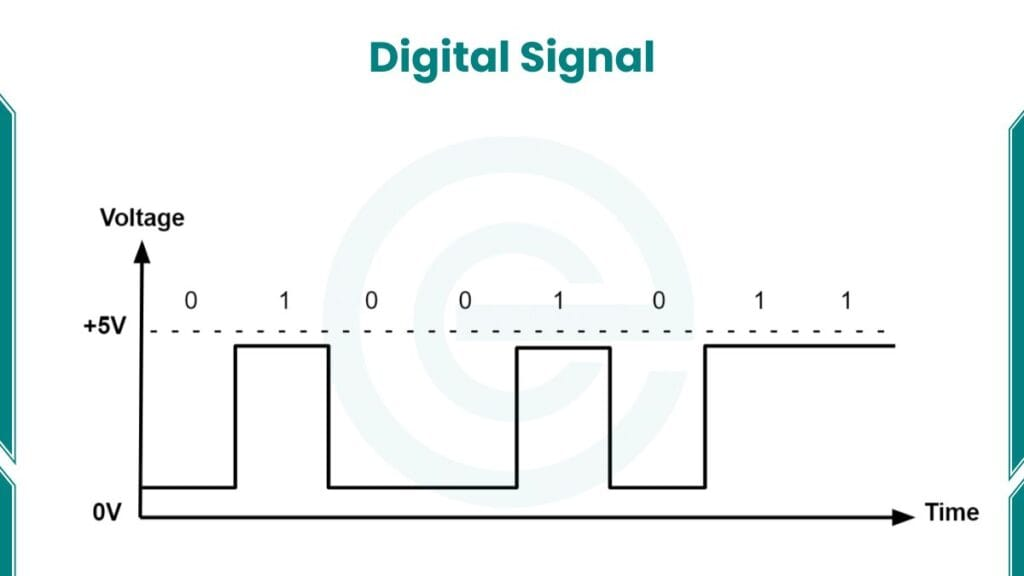 Digital Signal
Voltage
0 1 0 0 1 0 1 1
+5V
0V
Time